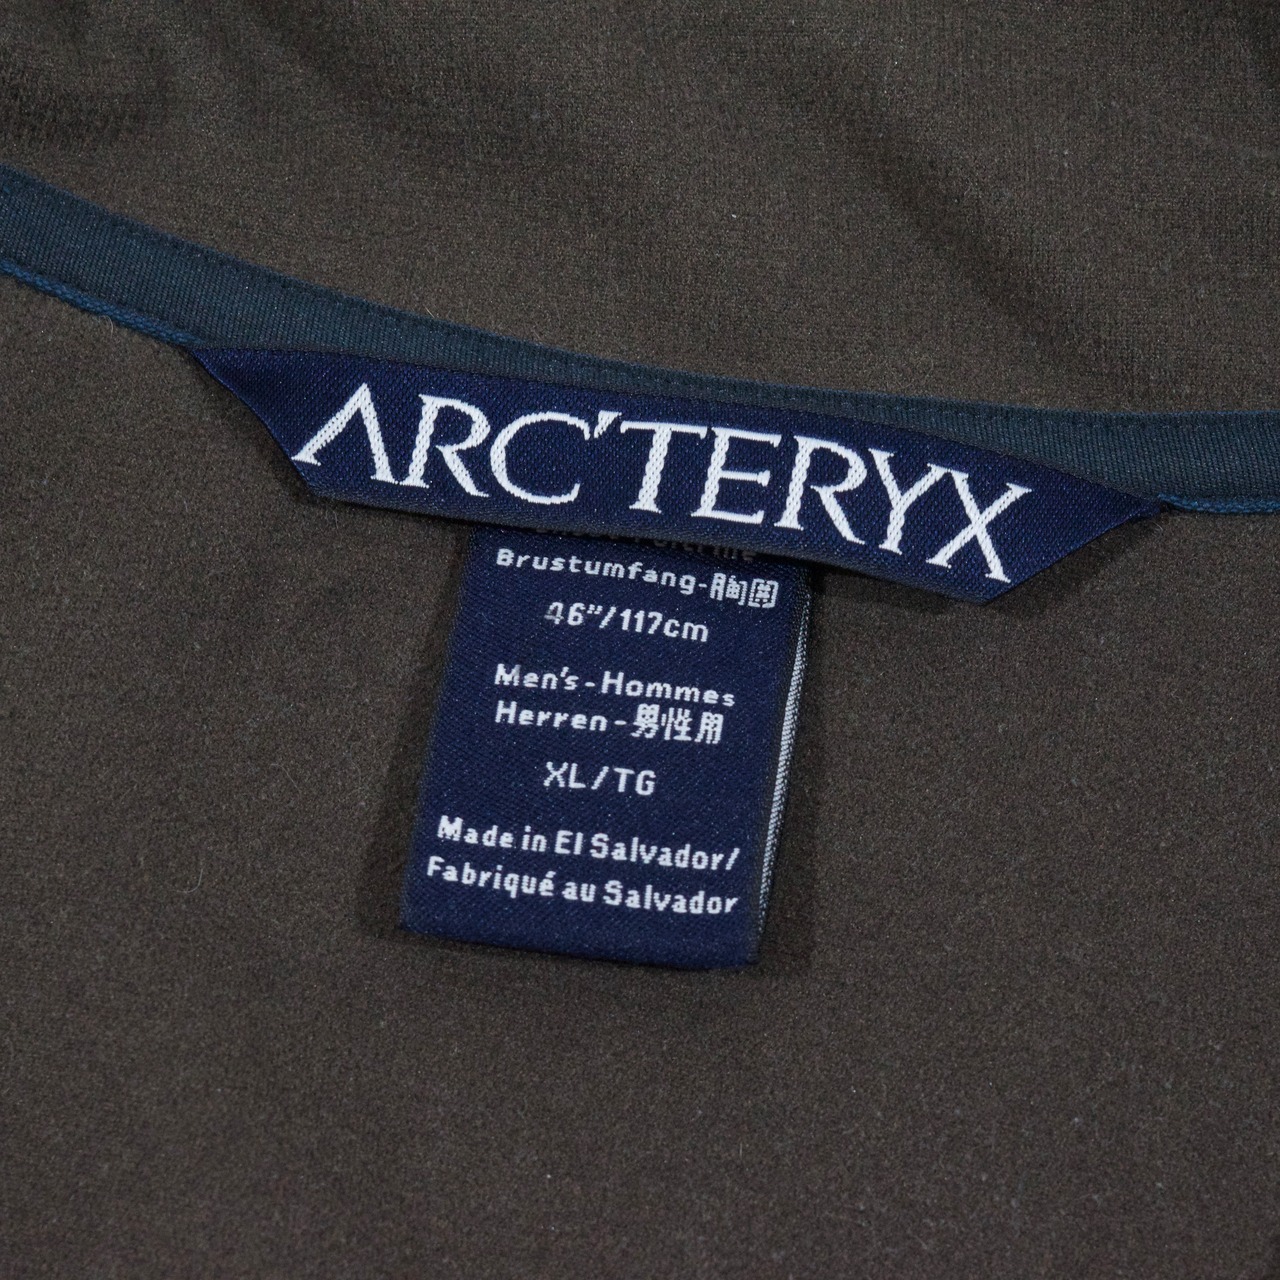 ARC'TERYX
Brustumfang-胸囲
46"/117cm
Men's-Hommes
Herren-男性用
XL/TG
Made in El Salvador/
Fabriqué au Salvador